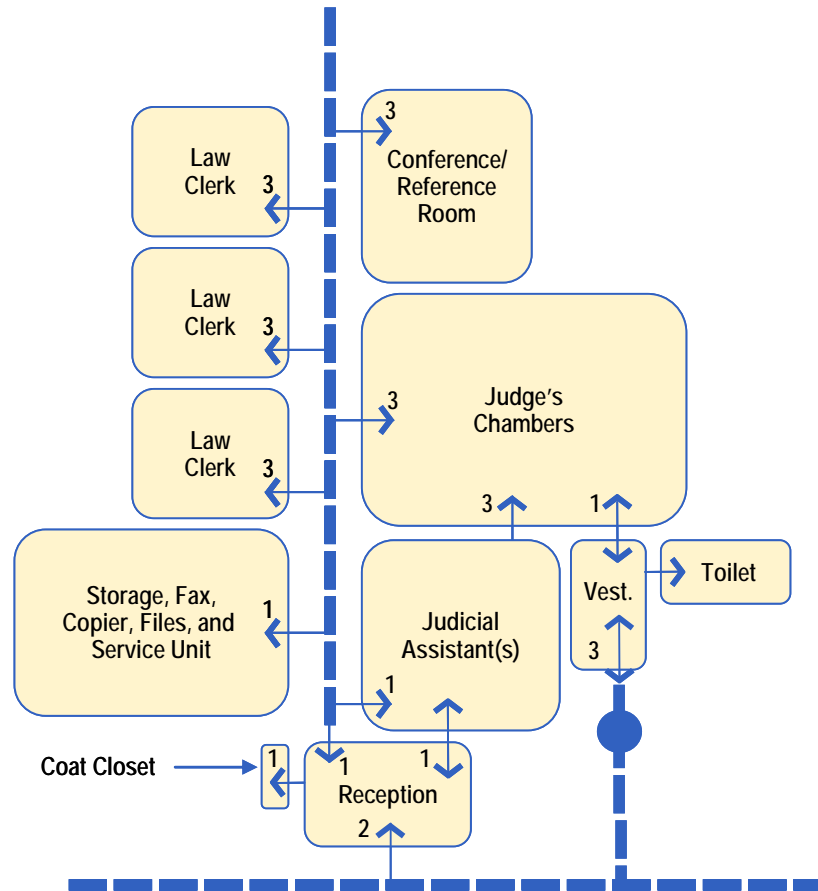 3
Conference/
Reference
Room
Law
Clerk
3
Law
Clerk
3
Judge's
Chambers
3
Law
Clerk
3
3
1
Storage, Fax,
Copier, Files, and
Service Unit
1
Judicial
Assistant(s)
1
Vest.
3
Toilet
Coat Closet
1
1
1
Reception
2